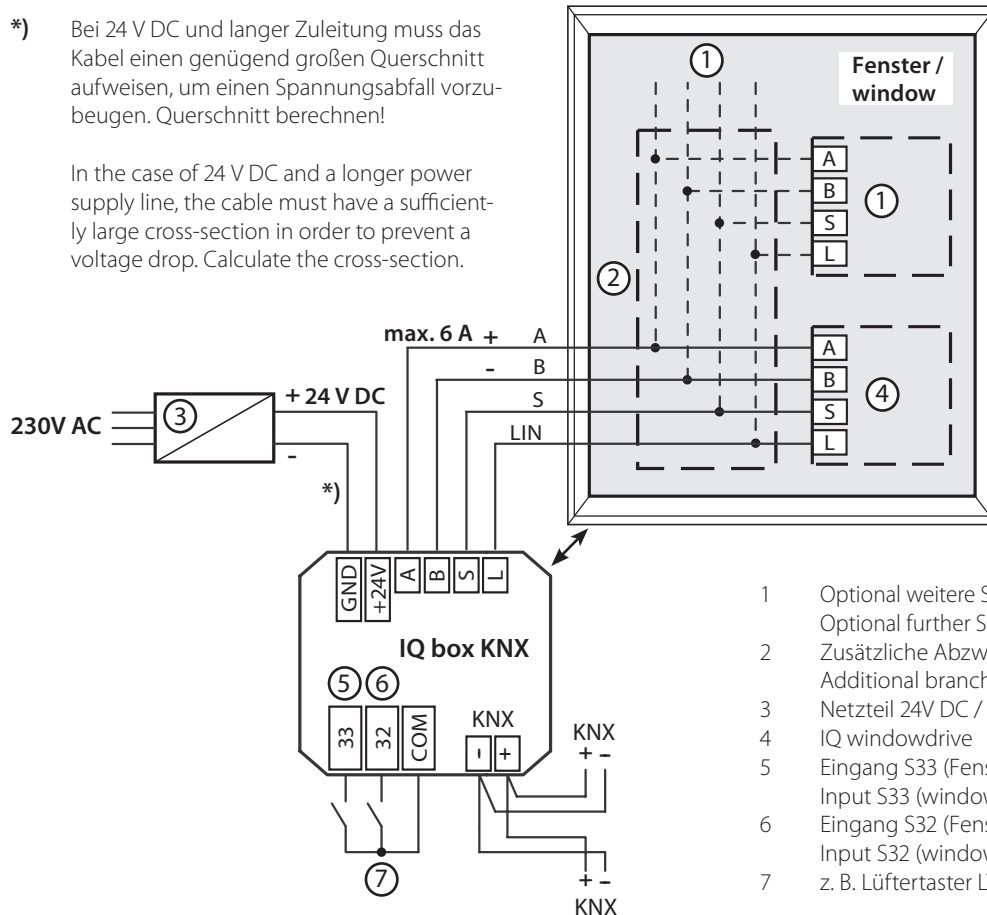 *) Bei 24 V DC und langer Zuleitung muss das
Kabel einen genügend großen Querschnitt
aufweisen, um einen Spannungsabfall vorzu-
beugen. Querschnitt berechnen!
In the case of 24 V DC and a longer power
supply line, the cable must have a sufficient-
ly large cross-section in order to prevent a
voltage drop. Calculate the cross-section.
1
Fenster /
window
A
B
S
L
1
2
max. 6 A + A
- B
S
LIN
A
B
S
L
4
230V AC
3
+ 24 V DC
-
*)
GND
+24V
A
B
S
L
IQ box KNX
5 6
33
32
COM
KNX
- +
KNX
+ -
7
+ -
KNX
1 Optional weitere
Optional further
2 Zusätzliche
Additional
3 Netzteil 24V DC /
4 IQ windowdrive
5 Eingang S33
Input S33
6 Eingang S32
Input S32
7 z. B. Lüftertaster